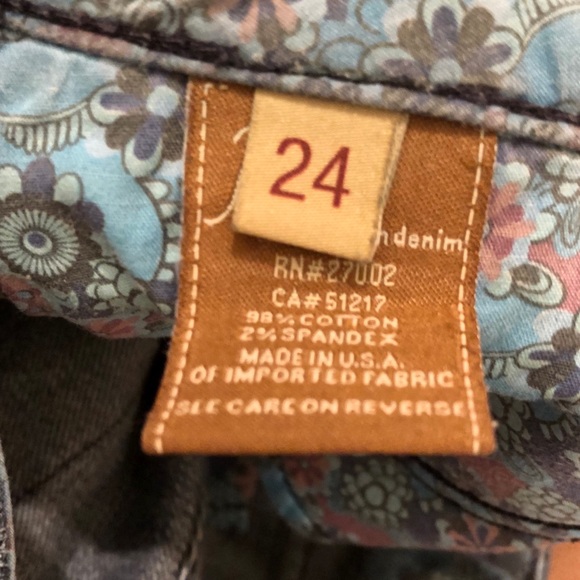 24
denim
RN#27002
CA#51217
98% COTTON
2% SPANDEX
MADE IN U.S.A.
OF IMPORTED FABRIC
SEE CARE ON REVERSE